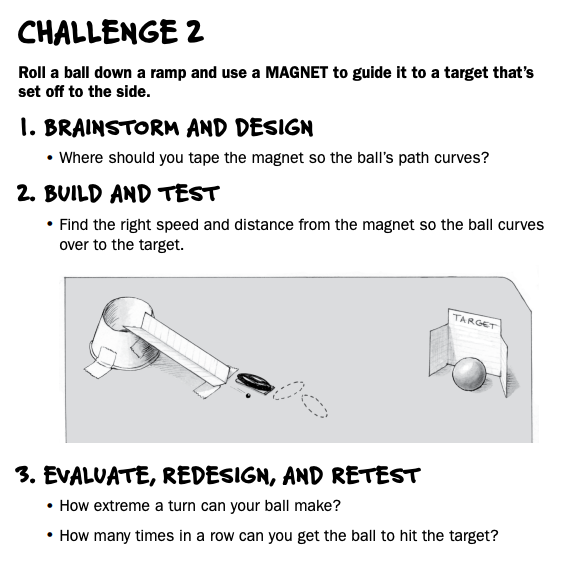 CHALLENGE 2
Roll a ball down a ramp and use a MAGNET to guide it to a target that's
set off to the side.
1. BRAINSTORM AND DESIGN
• Where should you tape the magnet so the ball's path curves?
2. BUILD AND TEST
• Find the right speed and distance from the magnet so the ball curves
over to the target.
TARGET
3. EVALUATE, REDESIGN, AND RETEST
• How extreme a turn can your ball make?
• How many times in a row can you get the ball to hit the target?